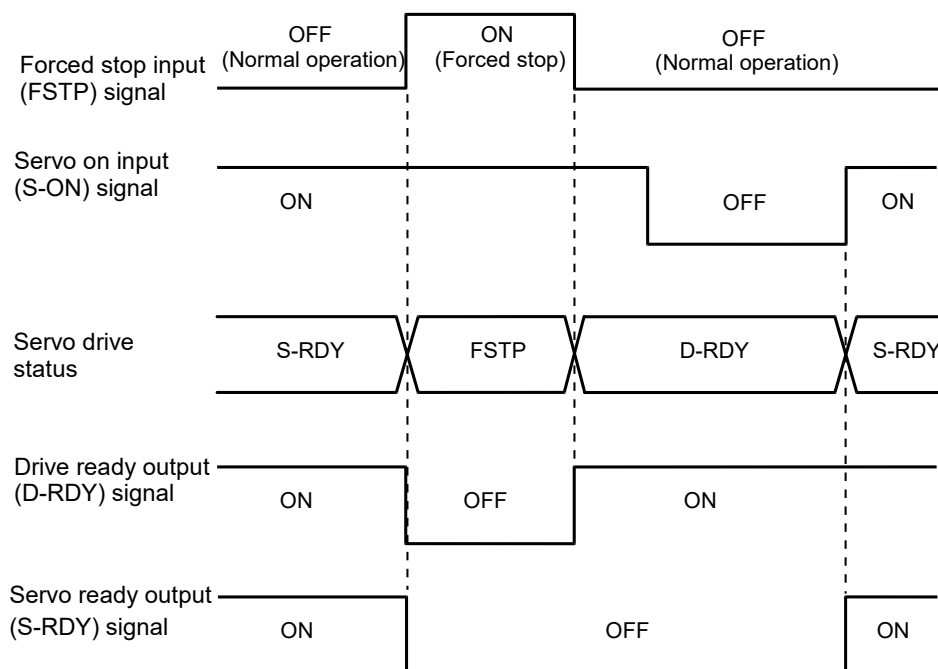 OFF
(Normal operation)
ON
(Forced stop)
OFF
(Normal operation)
Forced stop input
(FSTP) signal
Servo on input
(S-ON) signal
ON
OFF
ON
Servo drive
status
S-RDY
FSTP
D-RDY
S-RDY
Drive ready output
(D-RDY) signal
ON
OFF
ON
Servo ready output
(S-RDY) signal
ON
OFF
ON